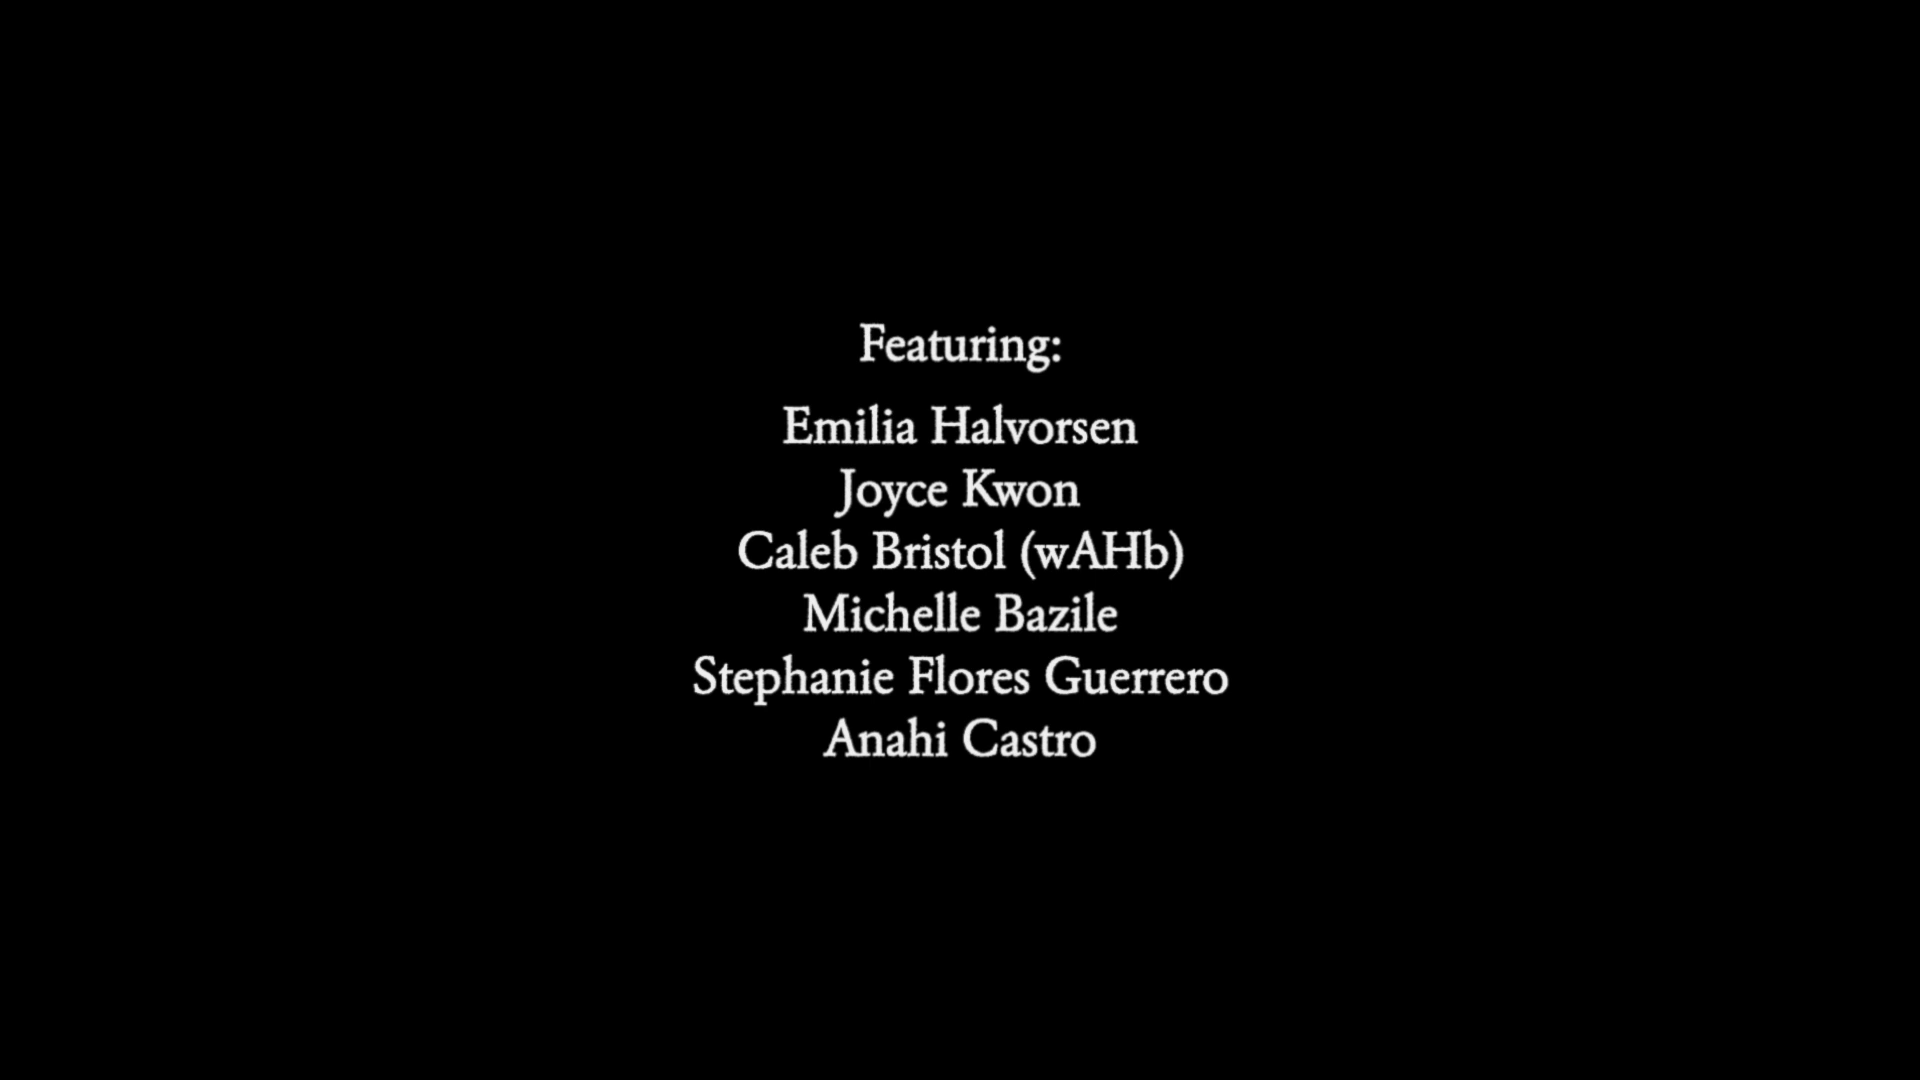 Featuring:
Emilia Halvorsen
Joyce Kwon
Caleb Bristol (wAHb)
Michelle Bazile
Stephanie Flores Guerrero
Anahi Castro